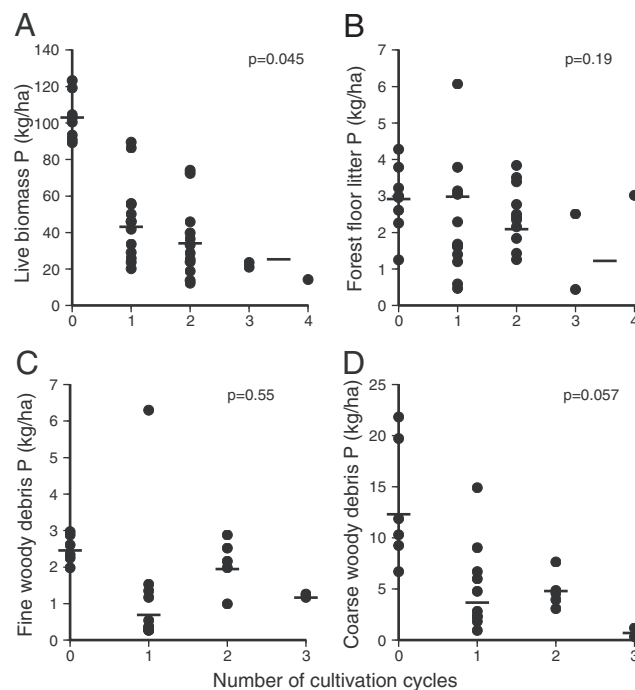 A
p=0.045
Live biomass P (kg/ha)
140
120
100
80
60
40
20
0
0 1 2 3 4
B
p=0.19
Forest floor litter P (kg/ha)
7
6
5
4
3
2
1
0
0 1 2 3 4
C
p=0.55
Fine woody debris P (kg/ha)
7
6
5
4
3
2
1
0
0 1 2 3
D
p=0.057
Coarse woody debris P (kg/ha)
25
20
15
10
5
0
0 1 2 3
Number of cultivation cycles